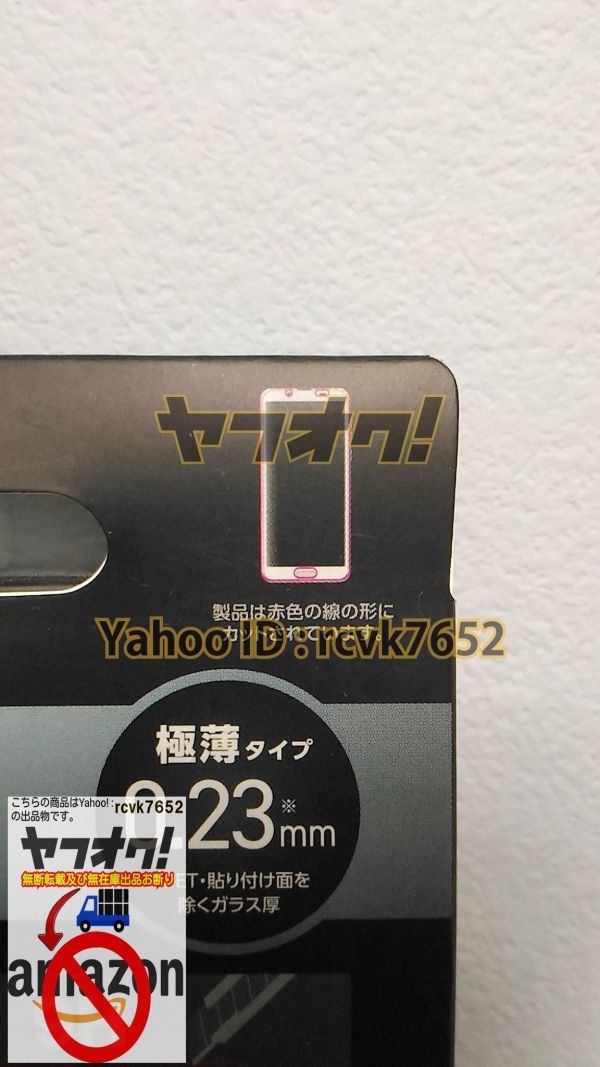 ヤフオク!
製品は赤色の線の形に
カットされています。
Yahoo ID : rcvk7652
極薄タイプ
0.23※mm
ET・貼り付け面を
除くガラス厚
こちらの商品はYahoo!:rcvk7652
の出品物です。
ヤフオク!
無断転載及び無在庫出品お断り
amazon